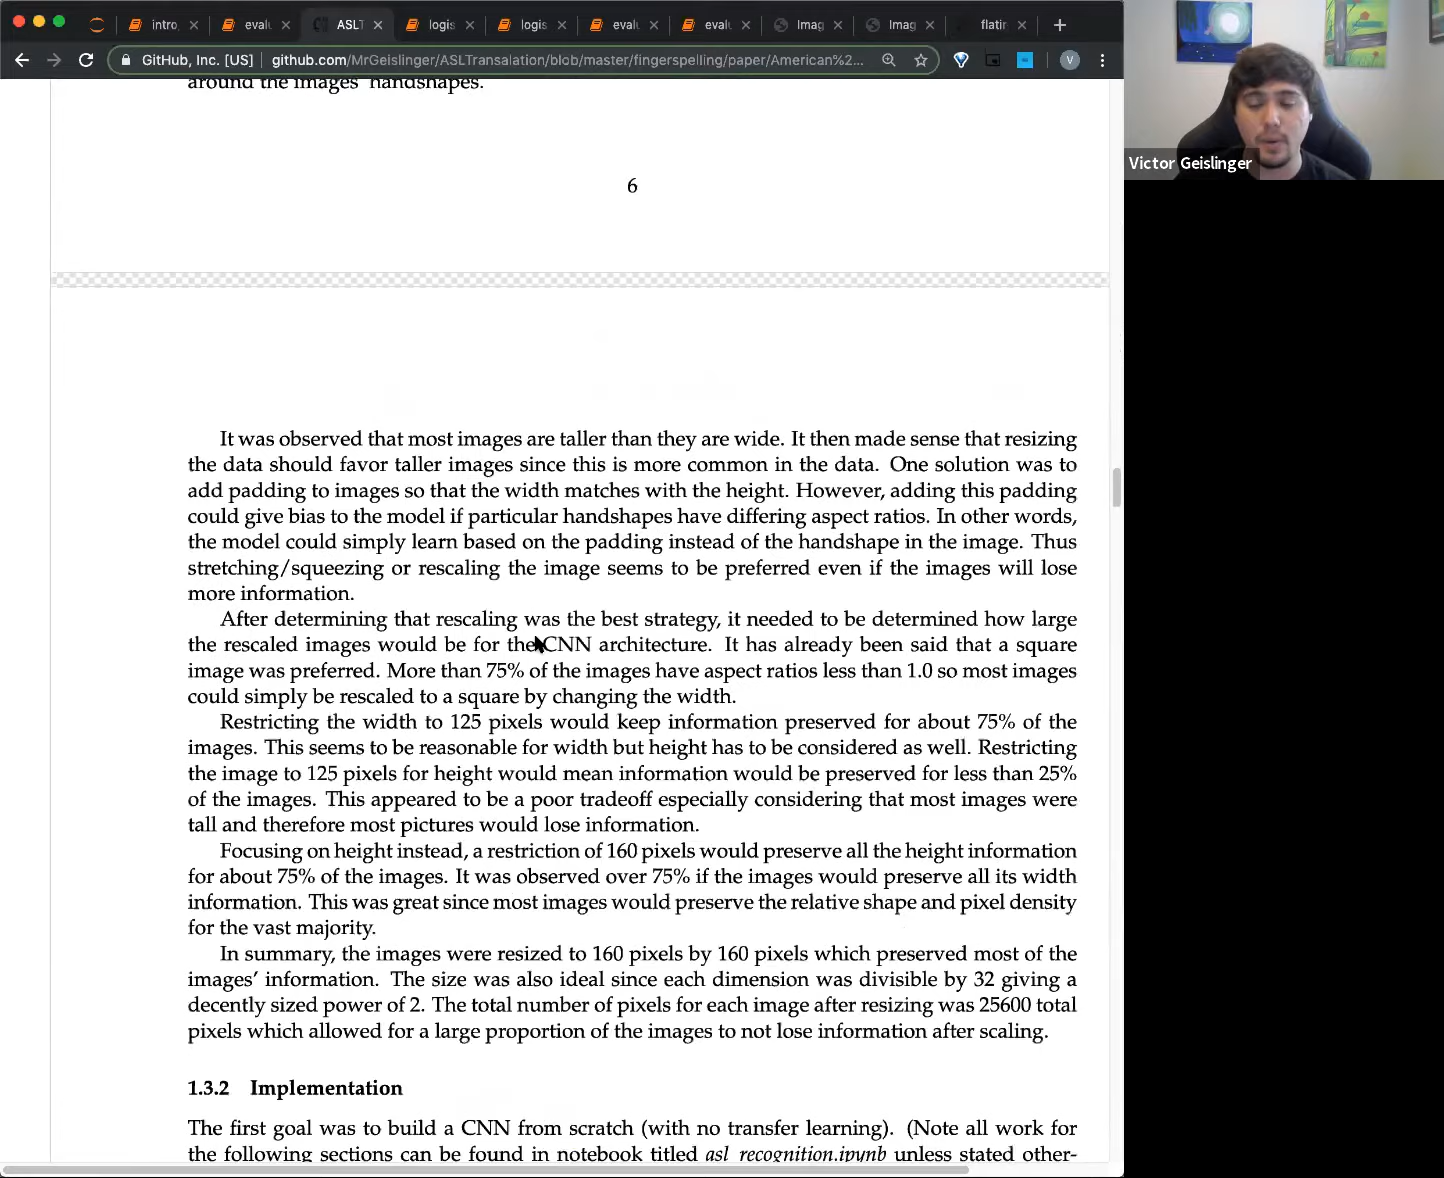 intro
evalu
ASLT
logis
logis
evalu
evalu
Imag
Imag
flatir
GitHub, Inc. [US]
github.com/MrGeislinger/ASLTransalation/blob/master/fingerspelling/paper/American%2...
V
Victor Geislinger
around the images' handshapes.
6
It was observed that most images are taller than they are wide. It then made sense that resizing
the data should favor taller images since this is more common in the data. One solution was to
add padding to images so that the width matches with the height. However, adding this padding
could give bias to the model if particular handshapes have differing aspect ratios. In other words,
the model could simply learn based on the padding instead of the handshape in the image. Thus
stretching/squeezing or rescaling the image seems to be preferred even if the images will lose
more information.
After determining that rescaling was the best strategy, it needed to be determined how large
the rescaled images would be for the CNN architecture. It has already been said that a square
image was preferred. More than 75% of the images have aspect ratios less than 1.0 so most images
could simply be rescaled to a square by changing the width.
Restricting the width to 125 pixels would keep information preserved for about 75% of the
images. This seems to be reasonable for width but height has to be considered as well. Restricting
the image to 125 pixels for height would mean information would be preserved for less than 25%
of the images. This appeared to be a poor tradeoff especially considering that most images were
tall and therefore most pictures would lose information.
Focusing on height instead, a restriction of 160 pixels would preserve all the height information
for about 75% of the images. It was observed over 75% if the images would preserve all its width
information. This was great since most images would preserve the relative shape and pixel density
for the vast majority.
In summary, the images were resized to 160 pixels by 160 pixels which preserved most of the
images' information. The size was also ideal since each dimension was divisible by 32 giving a
decently sized power of 2. The total number of pixels for each image after resizing was 25600 total
pixels which allowed for a large proportion of the images to not lose information after scaling.
1.3.2 Implementation
The first goal was to build a CNN from scratch (with no transfer learning). (Note all work for
the following sections can be found in notebook titled asl_recognition.ipynb unless stated other-